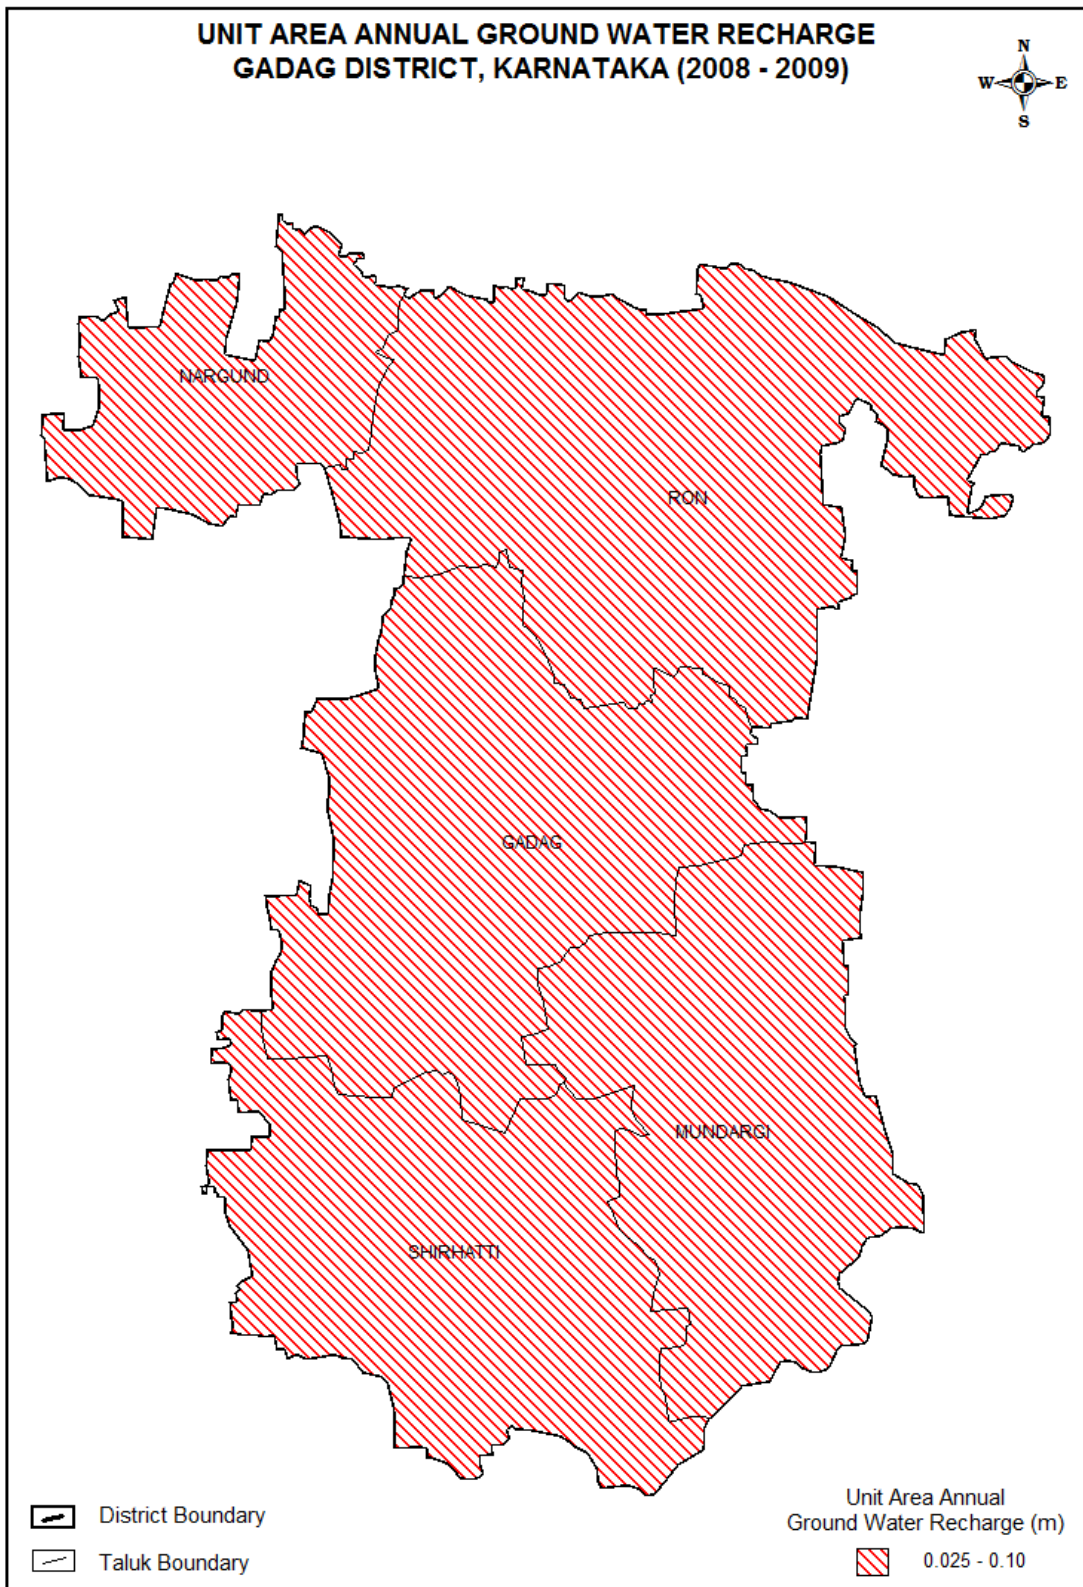 UNIT AREA ANNUAL GROUND WATER RECHARGE
GADAG DISTRICT, KARNATAKA (2008 - 2009)
N
W E
S
NARGUND
RON
GADAG
MUNDARGI
SHIRHATTI
District Boundary
Taluk Boundary
Unit Area Annual
Ground Water Recharge (m)
0.025 - 0.10